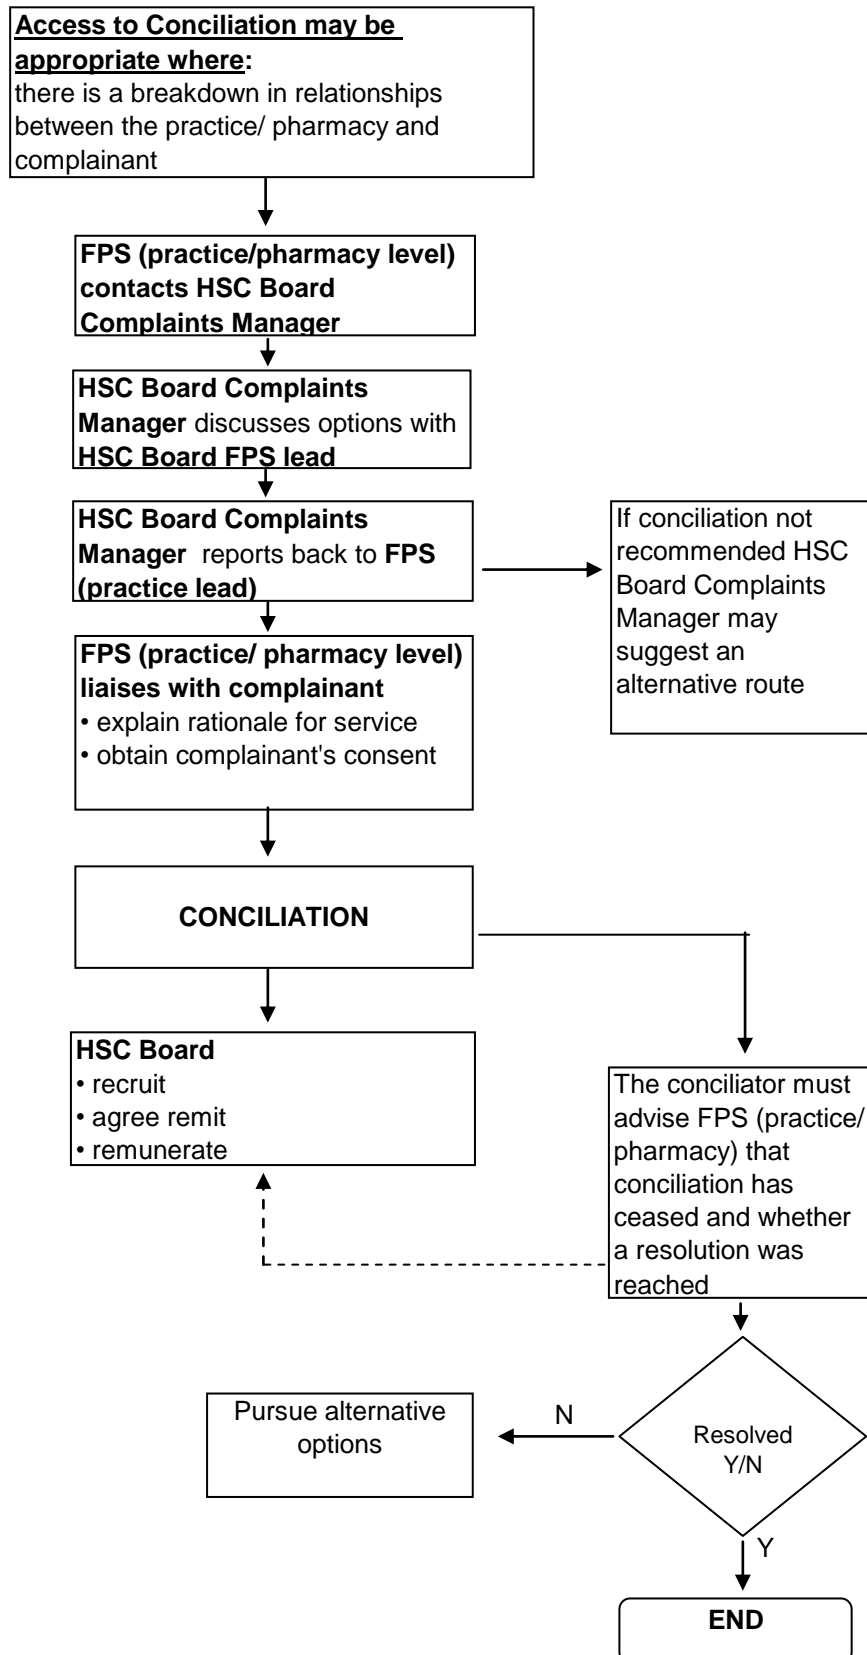 Access to Conciliation may be
appropriate where:
there is a breakdown in relationships
between the practice/ pharmacy and
complainant
FPS (practice/pharmacy level)
contacts HSC Board
Complaints Manager
HSC Board Complaints
Manager discusses options with
HSC Board FPS lead
HSC Board Complaints
Manager reports back to FPS
(practice lead)
If conciliation not
recommended HSC
Board Complaints
Manager may
suggest an
alternative route
FPS (practice/ pharmacy level)
liaises with complainant
• explain rationale for service
• obtain complainant's consent
CONCILIATION
HSC Board
• recruit
• agree remit
• remunerate
The conciliator must
advise FPS (practice/
pharmacy) that
conciliation has
ceased and whether
a resolution was
reached
Resolved
Y/N
N
Pursue alternative
options
Y
END